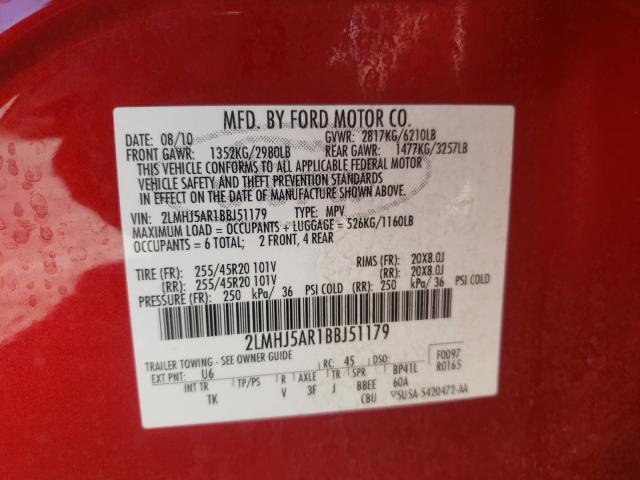 MFD. BY FORD MOTOR CO.
DATE: 08/10 GVWR: 2817KG/6210LB
FRONT GAWR: 1352KG/2980LB REAR GAWR: 1477KG/3257LB
THIS VEHICLE CONFORMS TO ALL APPLICABLE FEDERAL MOTOR
VEHICLE SAFETY AND THEFT PREVENTION STANDARDS
IN EFFECT ON THE DATE OF MANUFACTURE SHOWN ABOVE.
VIN: 2LMHJ5AR1BBJ51179 TYPE: MPV
MAXIMUM LOAD = OCCUPANTS + LUGGAGE = 526KG/1160LB
OCCUPANTS = 6 TOTAL; 2 FRONT, 4 REAR
TIRE (FR): 255/45R20 101V RIMS (FR): 20X8.0J
(RR): 255/45R20 101V (RR): 20X8.0J
PRESSURE (FR): 250 kPa/ 36 PSI COLD (RR): 250 kPa/ 36 PSI COLD
2LMHJ5AR1BBJ51179
TRAILER TOWING - SEE OWNER GUIDE
EXT PNT: U6 RC: 45 DSO: F0097
BP41L R0165
INT TR TP/PS R AXLE TR SPR
TK V 3F J BBEE 60A
CBU 5U5A-5420472-AA